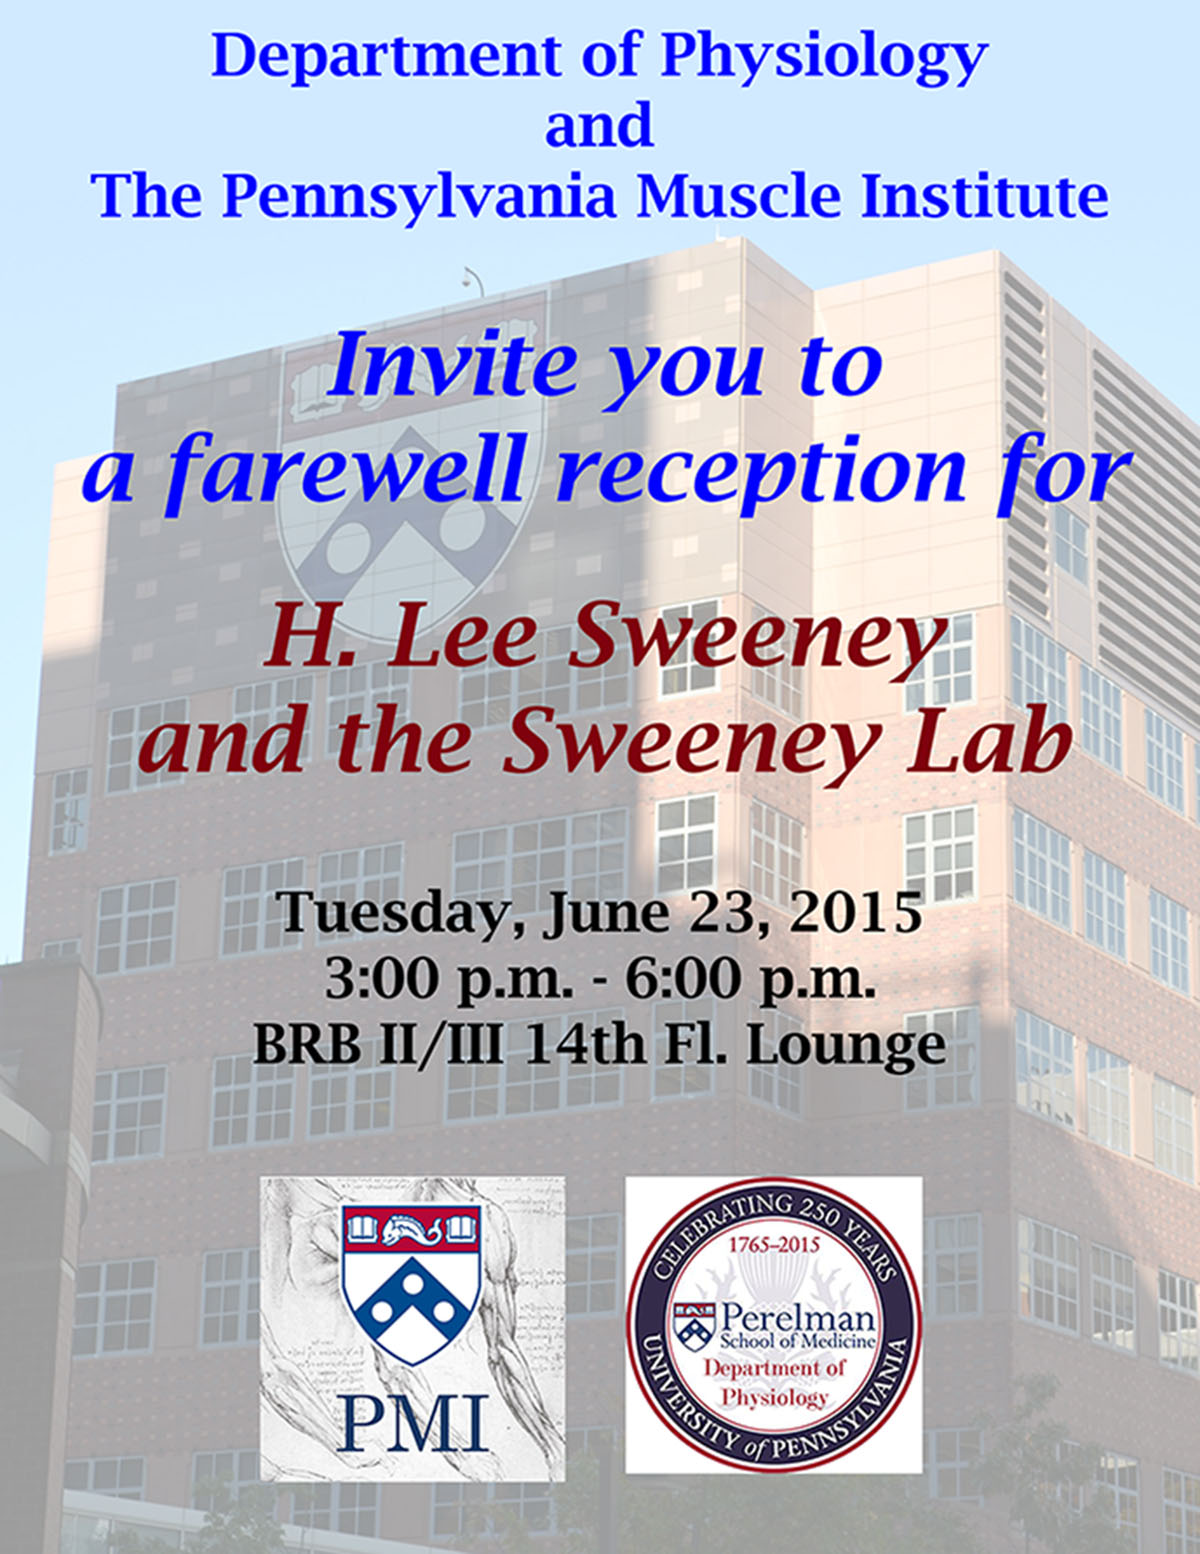 Department of Physiology
and
The Pennsylvania Muscle Institute
Invite you to
a farewell reception for
H. Lee Sweeney
and the Sweeney Lab
Tuesday, June 23, 2015
3:00 p.m. - 6:00 p.m.
BRB II/III 14th Fl. Lounge
PMI
CELEBRATING 250 YEARS
1765–2015
Perelman
School of Medicine
Department of
Physiology
UNIVERSITY of PENNSYLVANIA